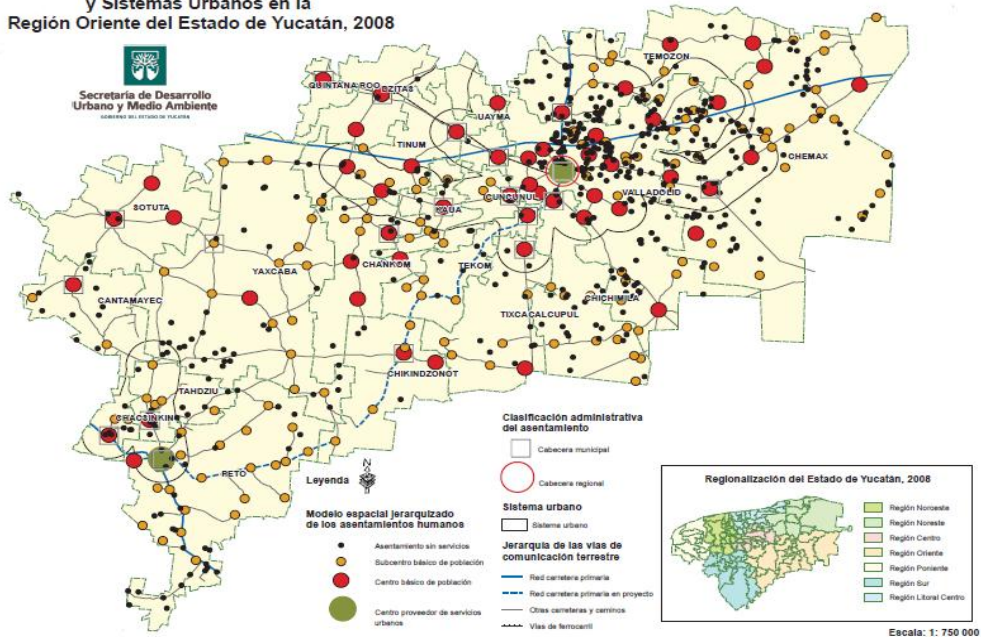 y Sistemas Urbanos en la
Región Oriente del Estado de Yucatán, 2008
Secretaría de Desarrollo
Urbano y Medio Ambiente
GOBIERNO DEL ESTADO DE YUCATÁN
TEMOZON
QUINTANA ROO
DZITAS
UAYMA
TINUM
CHEMAX
VALLADOLID
CUNCUNUL
KAUA
SOTUTA
YAXCABA
CHANKOM
TEKOM
CANTAMAYEC
CHICHIMILA
TIXCACALCUPUL
CHIKINDZONOT
TAHDZIU
CHACSINKIN
PETO
Leyenda
N
Modelo espacial jerarquizado
de los asentamientos humanos
Asentamiento sin servicios
Subcentro básico de población
Centro básico de población
Centro proveedor de servicios
urbanos
Clasificación administrativa
del asentamiento
Cabecera municipal
Cabecera regional
Sistema urbano
Sistema urbano
Jerarquía de las vías de
comunicación terrestre
Red carretera primaria
Red carretera primaria en proyecto
Otras carreteras y caminos
Vías de ferrocarril
Regionalización del Estado de Yucatán, 2008
Región Noroeste
Región Noreste
Región Centro
Región Oriente
Región Poniente
Región Sur
Región Litoral Centro
Escala: 1: 750 000